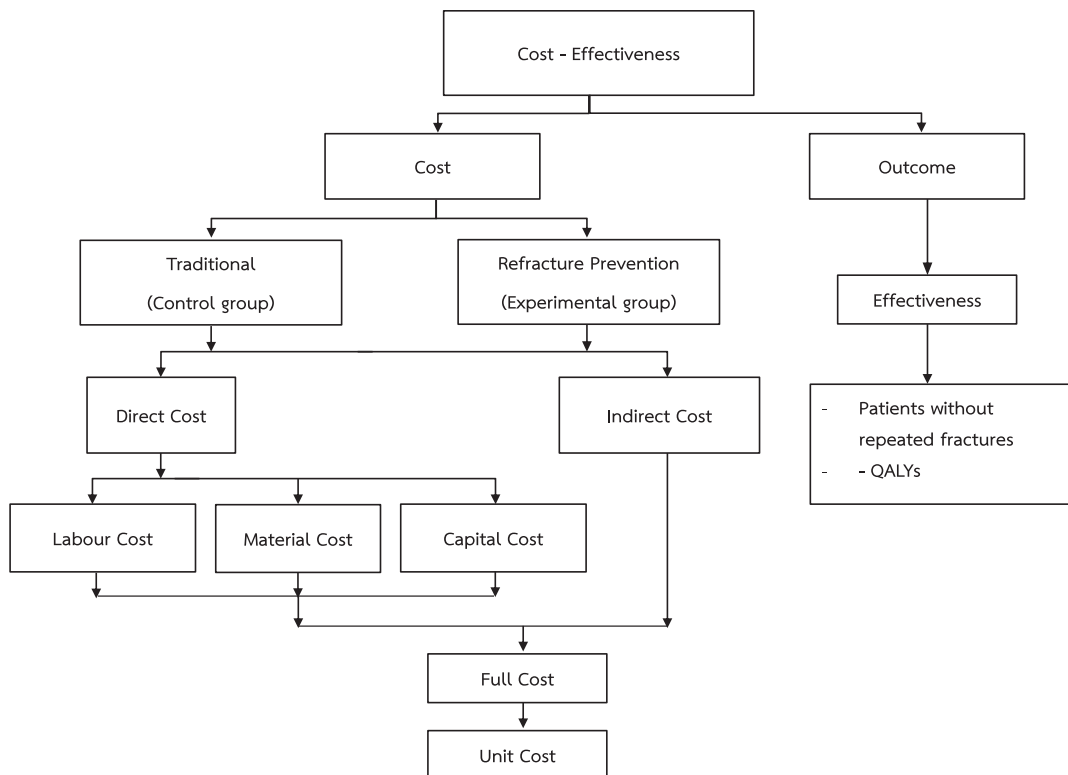 Cost - Effectiveness
Cost
Outcome
Traditional
(Control group)
Refracture Prevention
(Experimental group)
Effectiveness
Direct Cost
Indirect Cost
- Patients without
repeated fractures
- - QALYs
Labour Cost
Material Cost
Capital Cost
Full Cost
Unit Cost